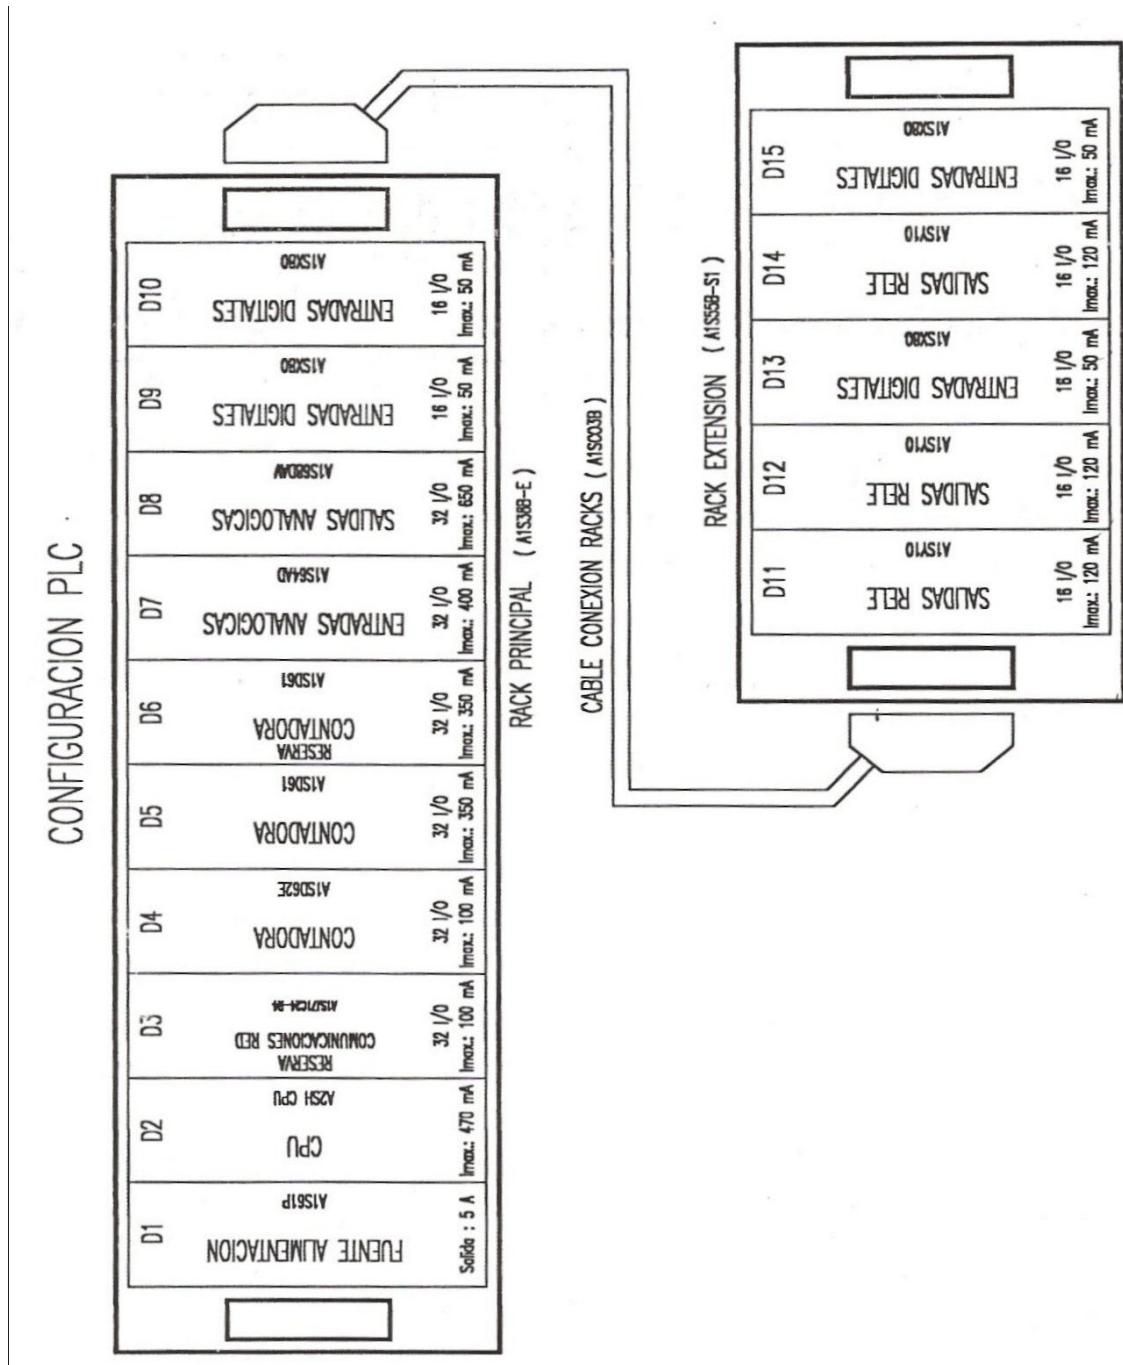 CONFIGURACION PLC
D1
FUENTE ALIMENTACION
A1S61P
Salida : 5 A
D2
CPU
A2SH CPU
Imax.: 470 mA
D3
RESERVA
COMUNICACIONES RED
A1SJ71C24-R4
32 I/O
Imax.: 100 mA
D4
CONTADORA
A1SD62E
32 I/O
Imax.: 100 mA
D5
CONTADORA
A1SD61
32 I/O
Imax.: 350 mA
D6
RESERVA
CONTADORA
A1SD61
32 I/O
Imax.: 350 mA
D7
ENTRADAS ANALOGICAS
A1S64AD
32 I/O
Imax.: 400 mA
D8
SALIDAS ANALOGICAS
A1S68DAV
32 I/O
Imax.: 650 mA
D9
ENTRADAS DIGITALES
A1SX80
16 I/O
Imax.: 50 mA
D10
ENTRADAS DIGITALES
A1SX80
16 I/O
Imax.: 50 mA
RACK PRINCIPAL ( A1S38B-E )
CABLE CONEXION RACKS ( A1SC03B )
RACK EXTENSION ( A1S55B-S1 )
D11
SALIDAS RELE
A1SY10
16 I/O
Imax.: 120 mA
D12
SALIDAS RELE
A1SY10
16 I/O
Imax.: 120 mA
D13
ENTRADAS DIGITALES
A1SX80
16 I/O
Imax.: 50 mA
D14
SALIDAS RELE
A1SY10
16 I/O
Imax.: 120 mA
D15
ENTRADAS DIGITALES
A1SX80
16 I/O
Imax.: 50 mA